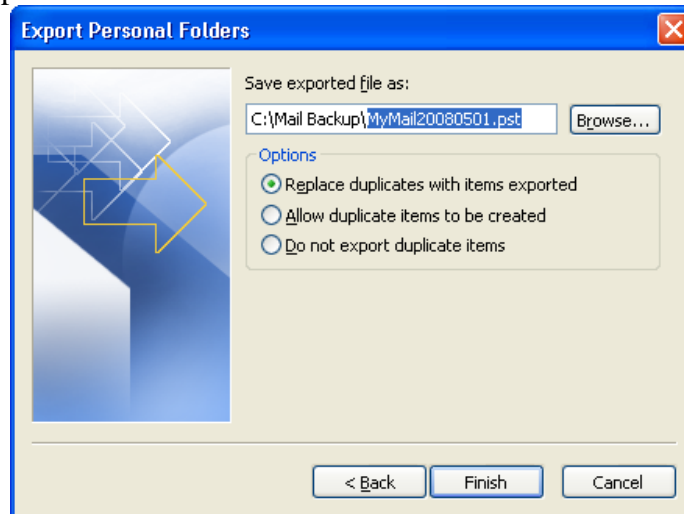 Export Personal Folders
Save exported file as:
C:\Mail Backup\MyMail20080501.pst
Browse...
Options
Replace duplicates with items exported
Allow duplicate items to be created
Do not export duplicate items
< Back
Finish
Cancel